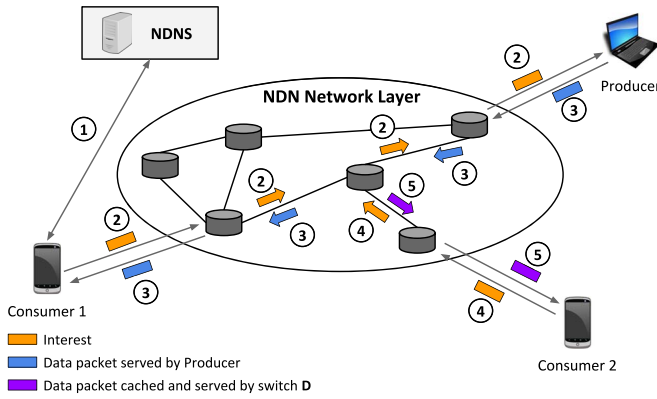 NDNS
2
Producer
NDN Network Layer
3
1
2
3
2
5
2
3
4
5
3
4
Consumer 1
Consumer 2
Interest
Data packet served by Producer
Data packet cached and served by switch D